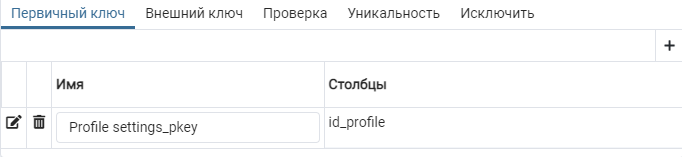 Первичный ключ Внешний ключ Проверка Уникальность Исключить
+
Имя Столбцы
Profile settings_pkey id_profile